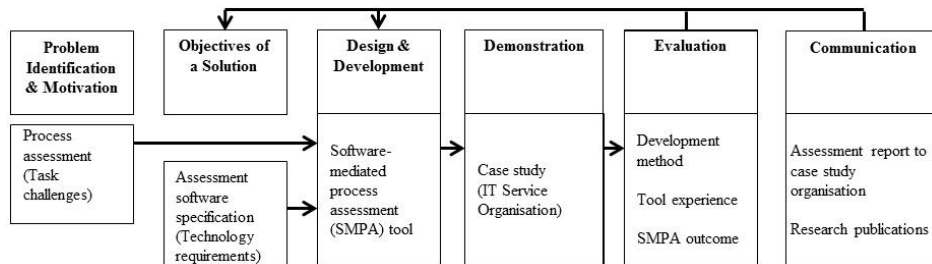 Problem
Identification
& Motivation
Objectives of
a Solution
Design &
Development
Demonstration
Evaluation
Communication
Process
assessment
(Task
challenges)
Assessment
software
specification
(Technology
requirements)
Software-
mediated
process
assessment
(SMPA) tool
Case study
(IT Service
Organisation)
Development
method
Tool experience
SMPA outcome
Assessment report to
case study
organisation
Research publications